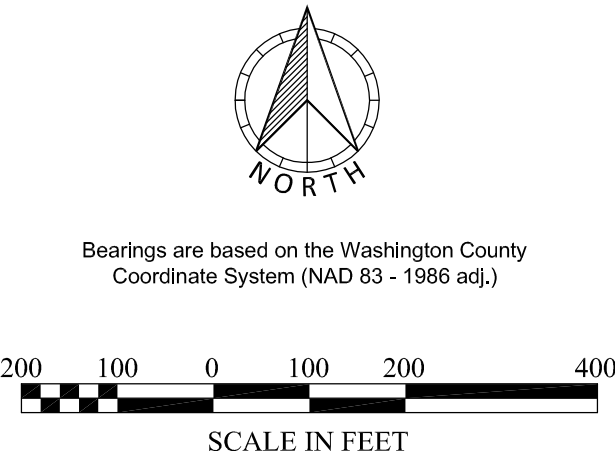 NORTH
Bearings are based on the Washington County
Coordinate System (NAD 83 - 1986 adj.)
200 100 0 100 200 400
SCALE IN FEET